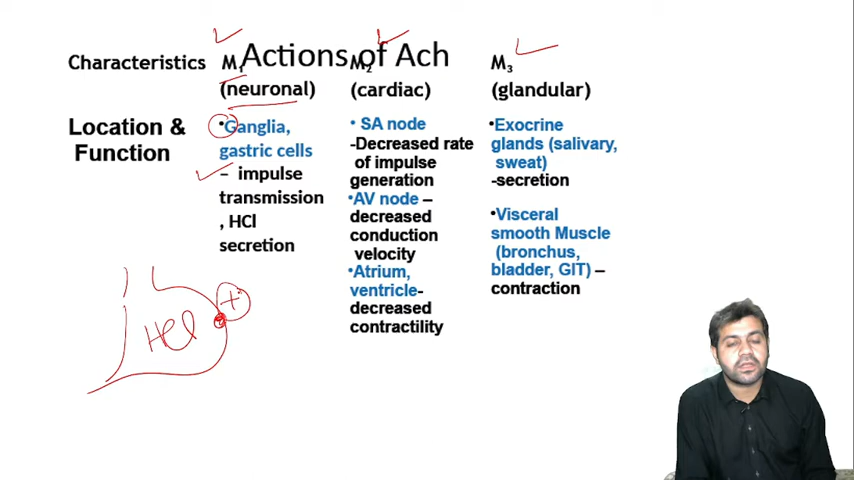 Actions of Ach
Characteristics
M1
(neuronal)
M2
(cardiac)
M3
(glandular)
Location &
Function
•Ganglia,
gastric cells
– impulse
transmission
, HCl
secretion
• SA node
-Decreased rate
of impulse
generation
•AV node –
decreased
conduction
velocity
•Atrium,
ventricle-
decreased
contractility
•Exocrine
glands (salivary,
sweat)
-secretion
•Visceral
smooth Muscle
(bronchus,
bladder, GIT) –
contraction
HCl
+